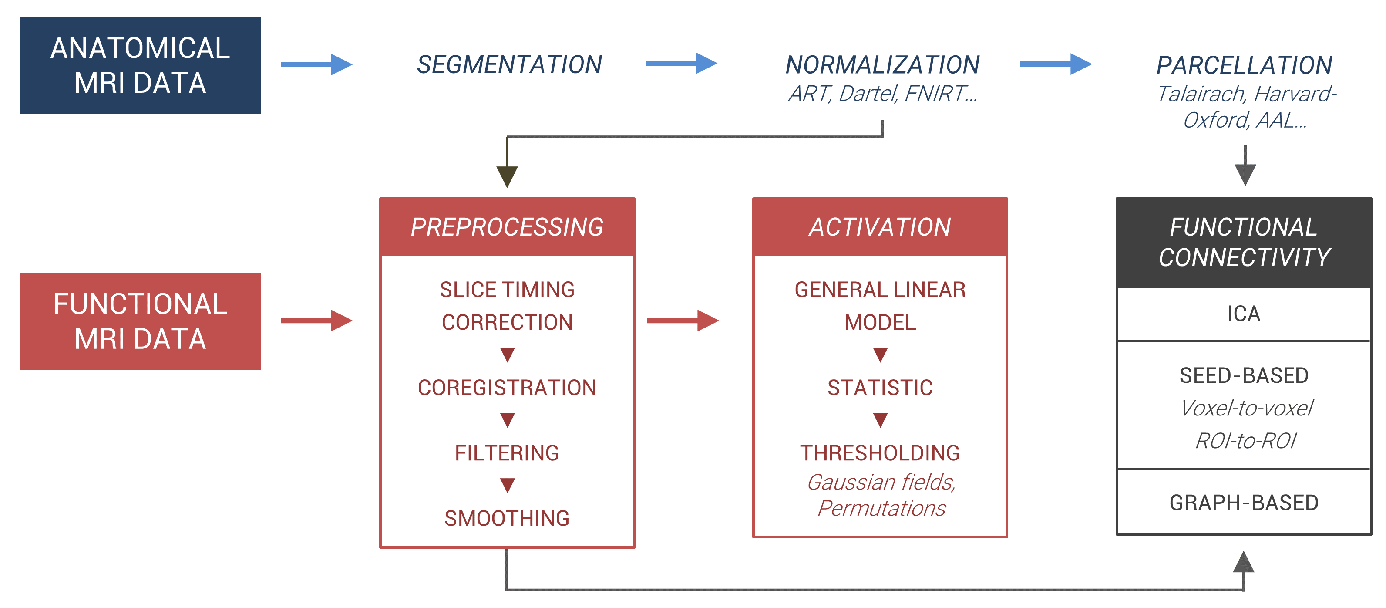 ANATOMICAL
MRI DATA
SEGMENTATION
NORMALIZATION
ART, Dartel, FNIRT...
PARCELLATION
Talairach, Harvard-
Oxford, AAL...
FUNCTIONAL
MRI DATA
PREPROCESSING
SLICE TIMING
CORRECTION
COREGISTRATION
FILTERING
SMOOTHING
ACTIVATION
GENERAL LINEAR
MODEL
STATISTIC
THRESHOLDING
Gaussian fields,
Permutations
FUNCTIONAL
CONNECTIVITY
ICA
SEED-BASED
Voxel-to-voxel
ROI-to-ROI
GRAPH-BASED